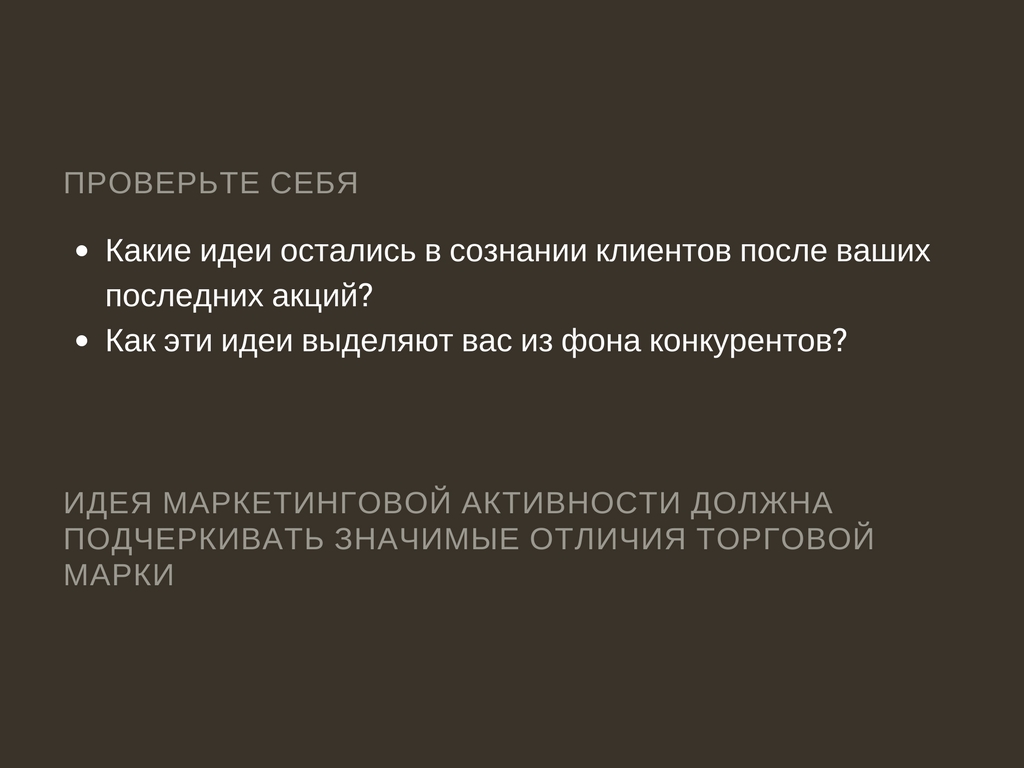 ПРОВЕРЬТЕ СЕБЯ
• Какие идеи остались в сознании клиентов после ваших
последних акций?
• Как эти идеи выделяют вас из фона конкурентов?
ИДЕЯ МАРКЕТИНГОВОЙ АКТИВНОСТИ ДОЛЖНА
ПОДЧЕРКИВАТЬ ЗНАЧИМЫЕ ОТЛИЧИЯ ТОРГОВОЙ
МАРКИ